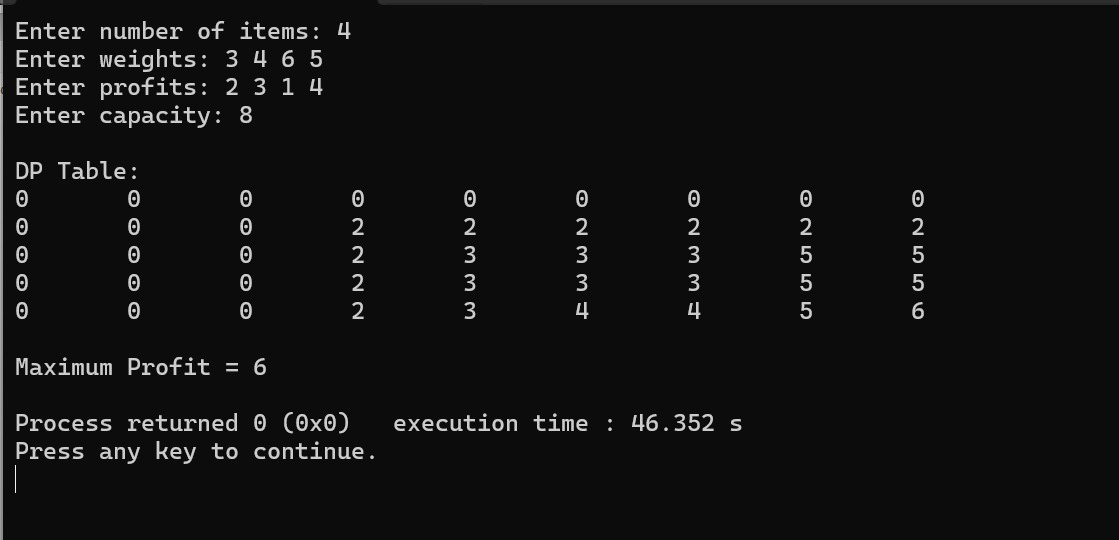 Enter number of items: 4
Enter weights: 3 4 6 5
Enter profits: 2 3 1 4
Enter capacity: 8
DP Table:
0 0 0 0 0 0 0 0 0
0 0 0 2 2 2 2 2 2
0 0 0 2 3 3 3 5 5
0 0 0 2 3 3 3 5 5
0 0 0 2 3 4 4 5 6
Maximum Profit = 6
Process returned 0 (0x0)   execution time : 46.352 s
Press any key to continue.